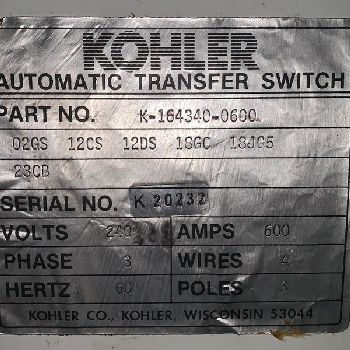 KOHLER
AUTOMATIC TRANSFER SWITCH
PART NO. K-164340-0600
02GS 12CS 12DS 18GC 18JG5
23CB
SERIAL NO. K 20232
VOLTS 240 AMPS 600
PHASE 3 WIRES 4
HERTZ 60 POLES 3
KOHLER CO., KOHLER, WISCONSIN 53044